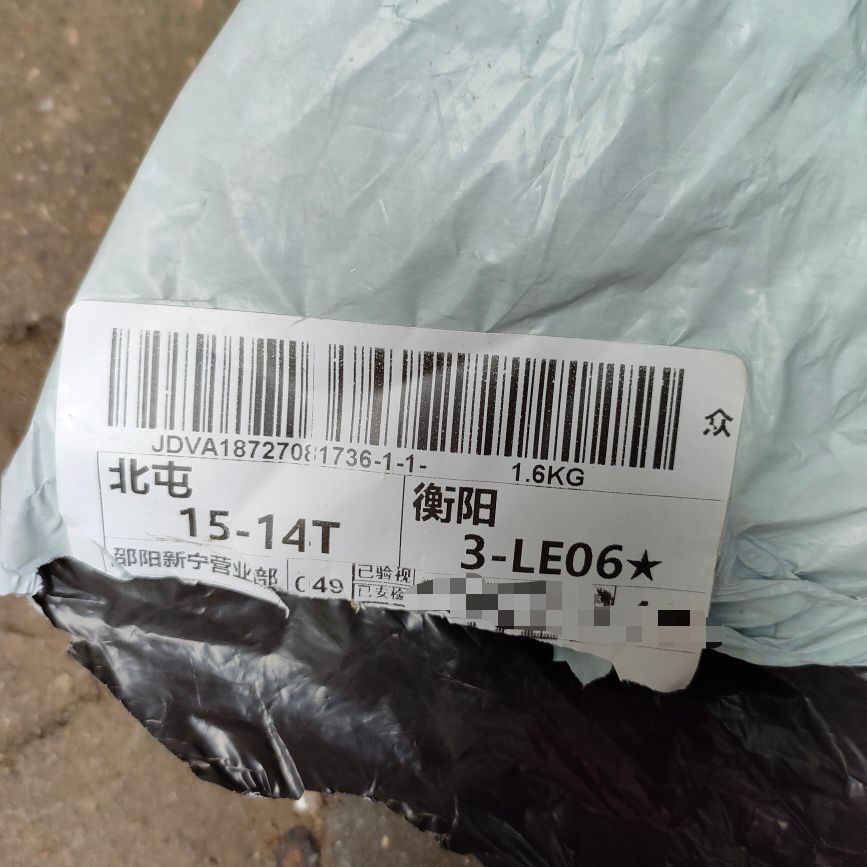 众
JDVA18727081736-1-1-
1.6KG
北屯
15-14T
衡阳
3-LE06★
邵阳新宁营业部
049
已验视
已安检